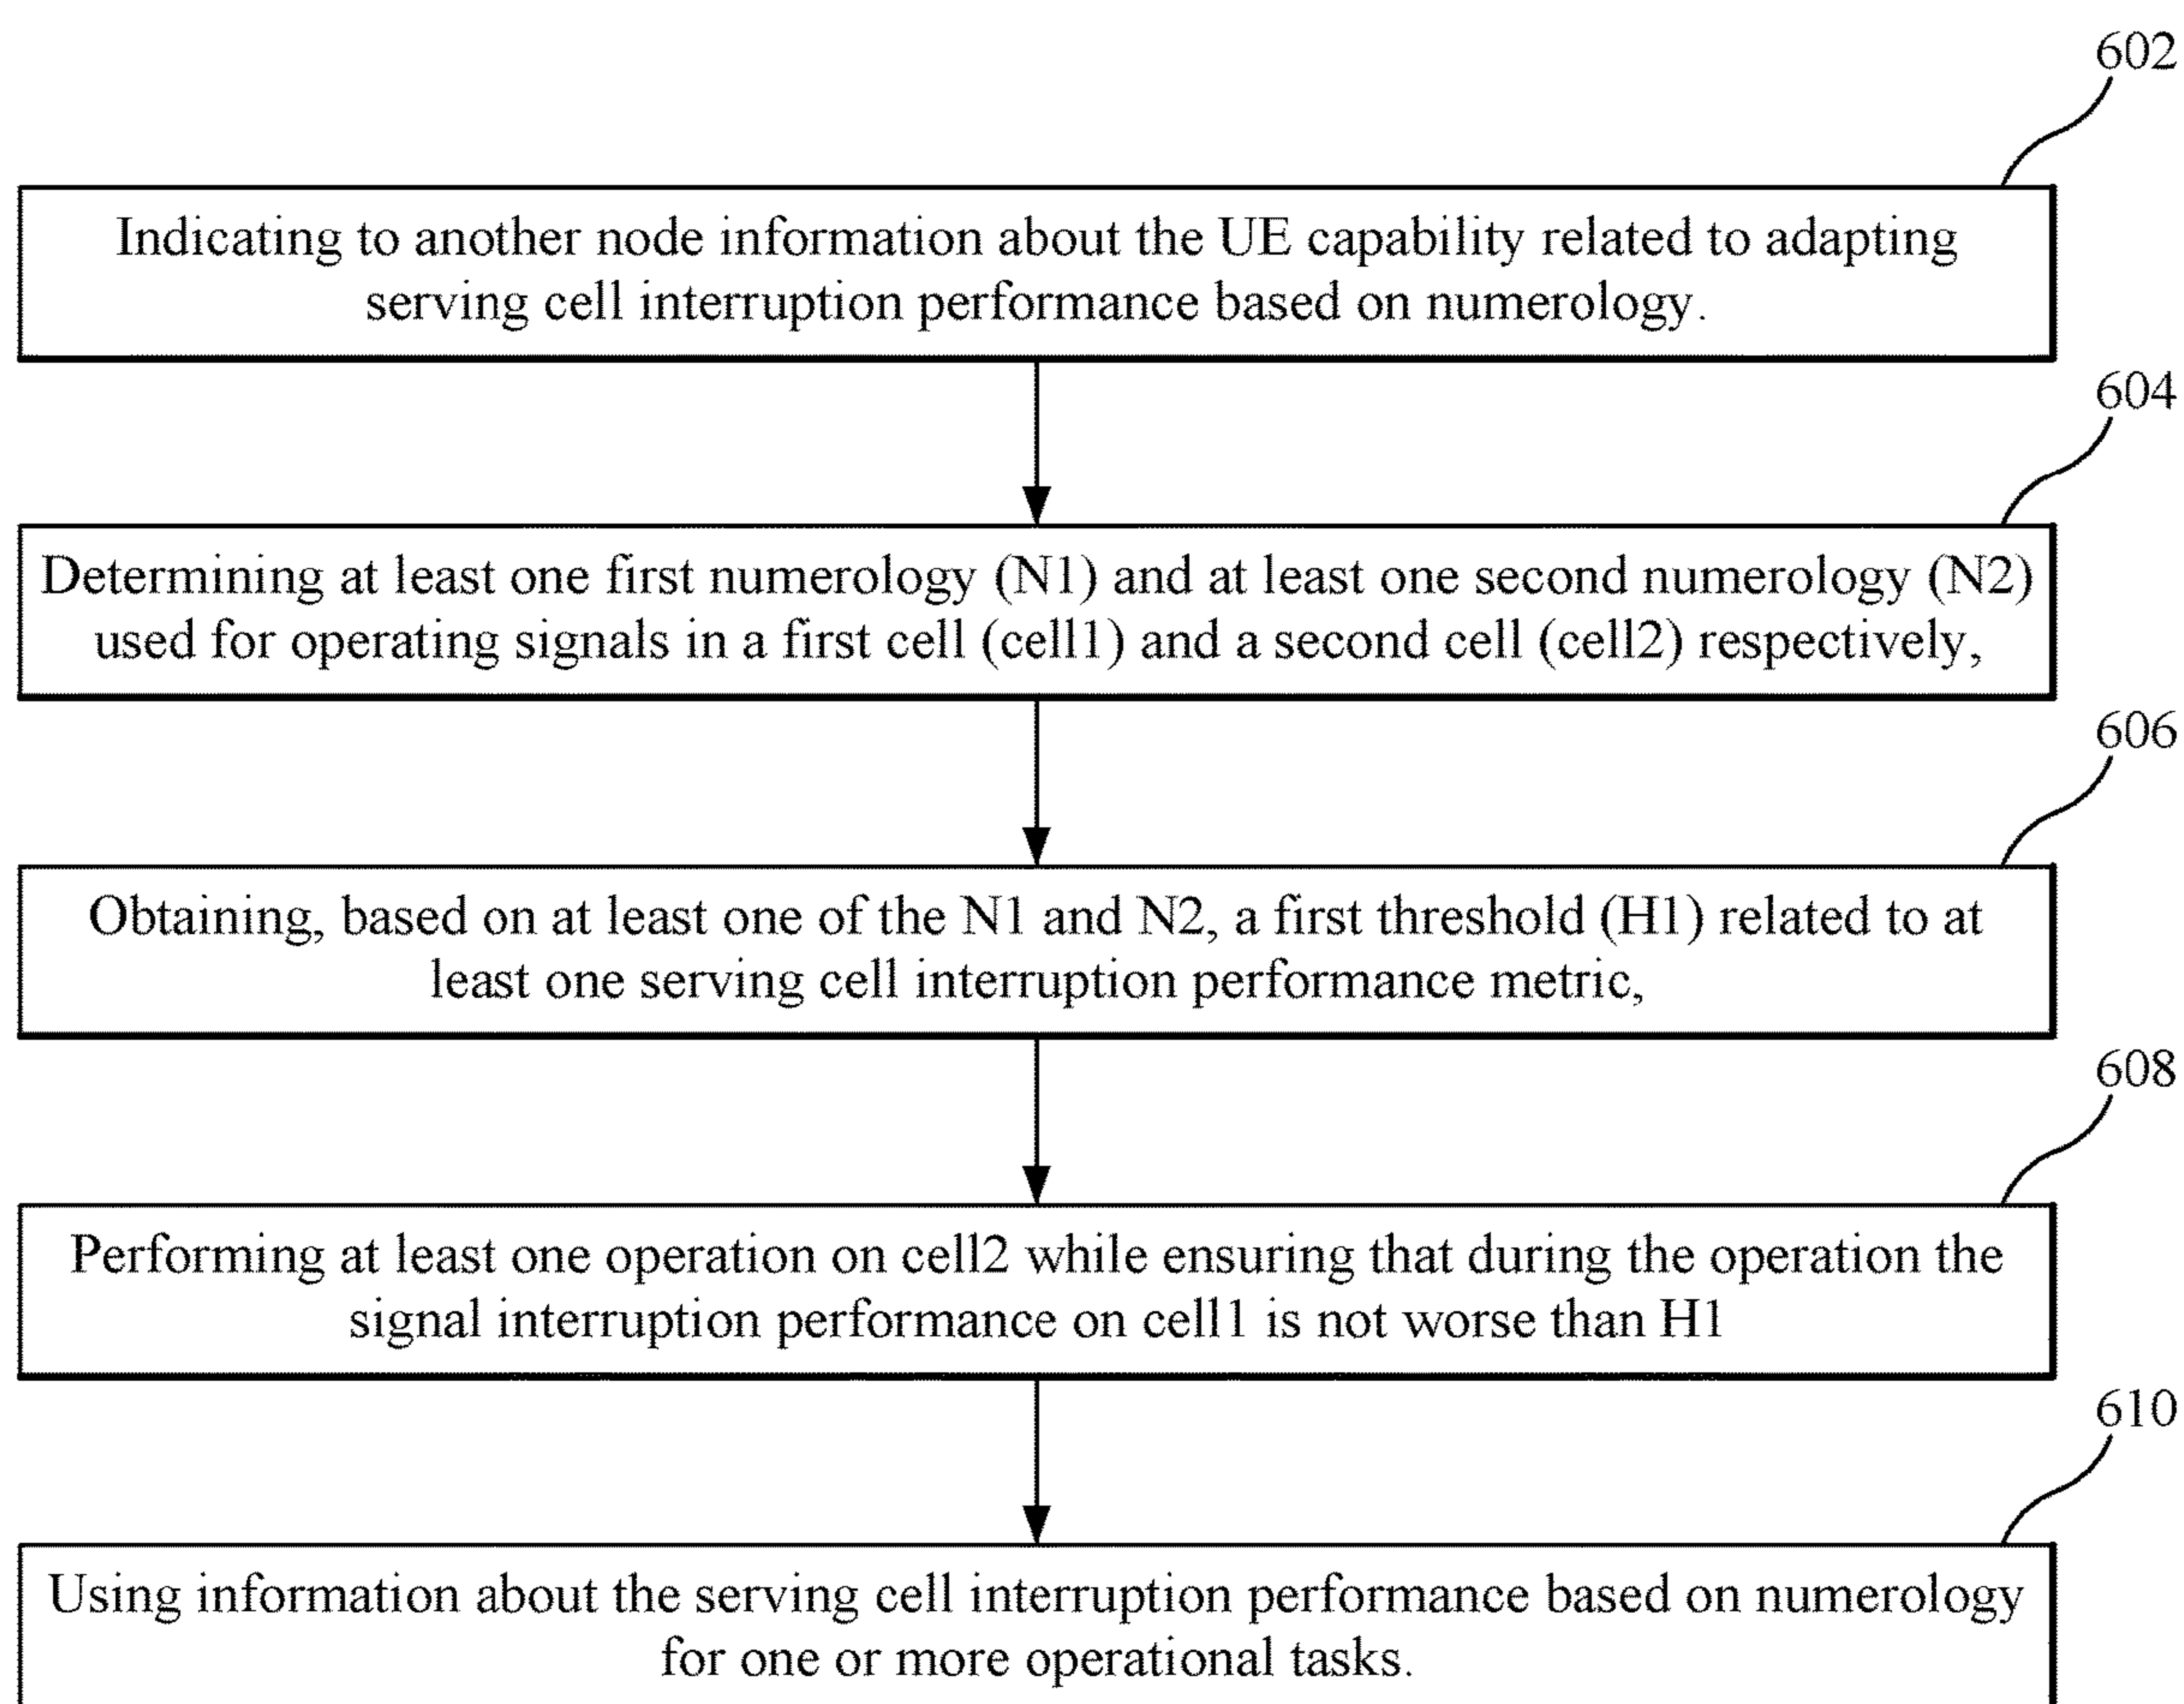 602
Indicating to another node information about the UE capability related to adapting
serving cell interruption performance based on numerology.
604
Determining at least one first numerology (N1) and at least one second numerology (N2)
used for operating signals in a first cell (cell1) and a second cell (cell2) respectively,
606
Obtaining, based on at least one of the N1 and N2, a first threshold (H1) related to at
least one serving cell interruption performance metric,
608
Performing at least one operation on cell2 while ensuring that during the operation the
signal interruption performance on cell1 is not worse than H1
610
Using information about the serving cell interruption performance based on numerology
for one or more operational tasks.